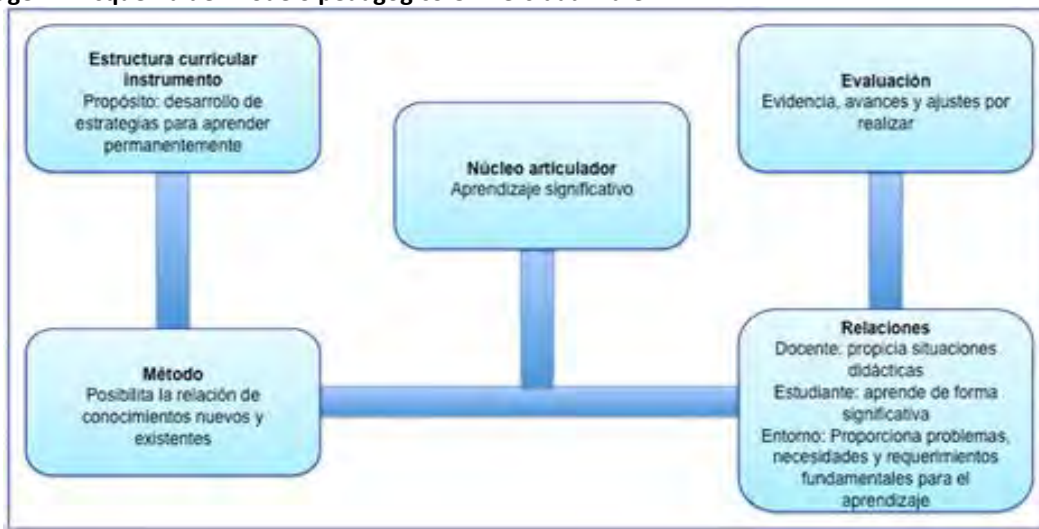 Estructura curricular
instrumento
Propósito: desarrollo de
estrategias para aprender
permanentemente
Núcleo articulador
Aprendizaje significativo
Evaluación
Evidencia, avances y ajustes por
realizar
Método
Posibilita la relación de
conocimientos nuevos y
existentes
Relaciones
Docente: propicia situaciones
didácticas
Estudiante: aprende de forma
significativa
Entorno: Proporciona problemas,
necesidades y requerimientos
fundamentales para el
aprendizaje